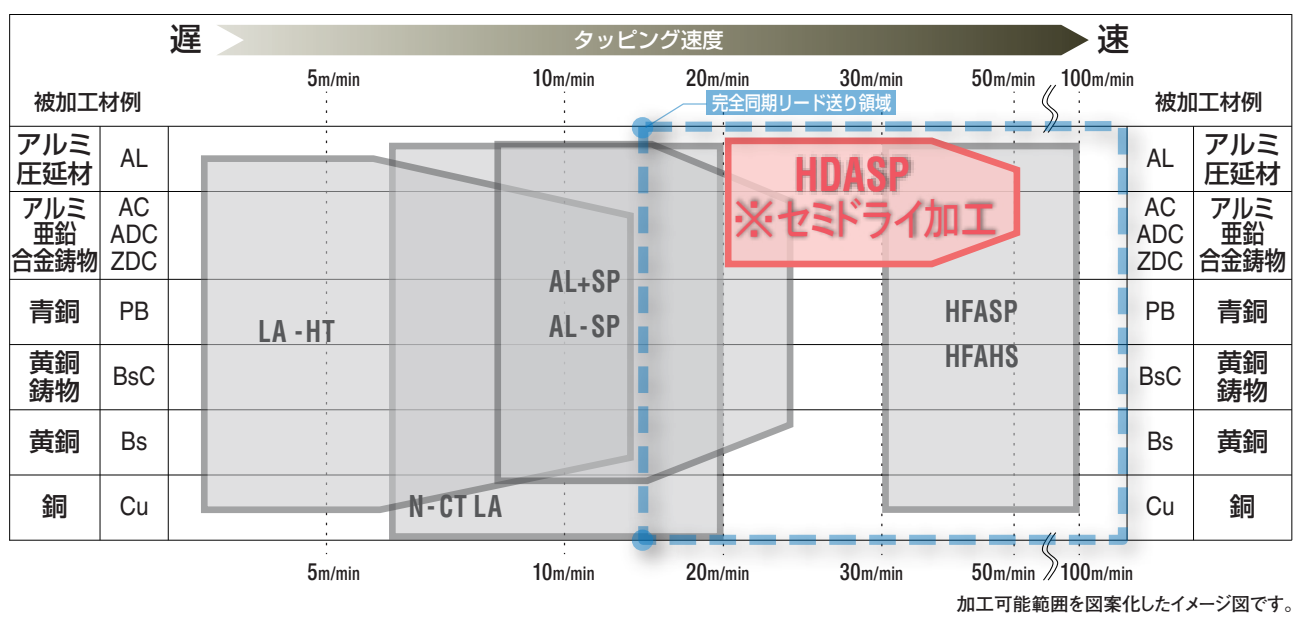 遅 タッピング速度 速
5m/min 10m/min 20m/min 30m/min 50m/min 100m/min
被加工材例 完全同期リード送り領域 被加工材例
アルミ
圧延材 AL
アルミ
亜鉛
合金鋳物 AC
ADC
ZDC
青銅 PB
黄銅
鋳物 BsC
黄銅 Bs
銅 Cu
LA -HT
N-CT LA
AL+SP
AL-SP
HDASP
※セミドライ加工
HFASP
HFAHS
AL アルミ
圧延材
AC
ADC
ZDC アルミ
亜鉛
合金鋳物
PB 青銅
BsC 黄銅
鋳物
Bs 黄銅
Cu 銅
5m/min 10m/min 20m/min 30m/min 50m/min 100m/min
加工可能範囲を図案化したイメージ図です。